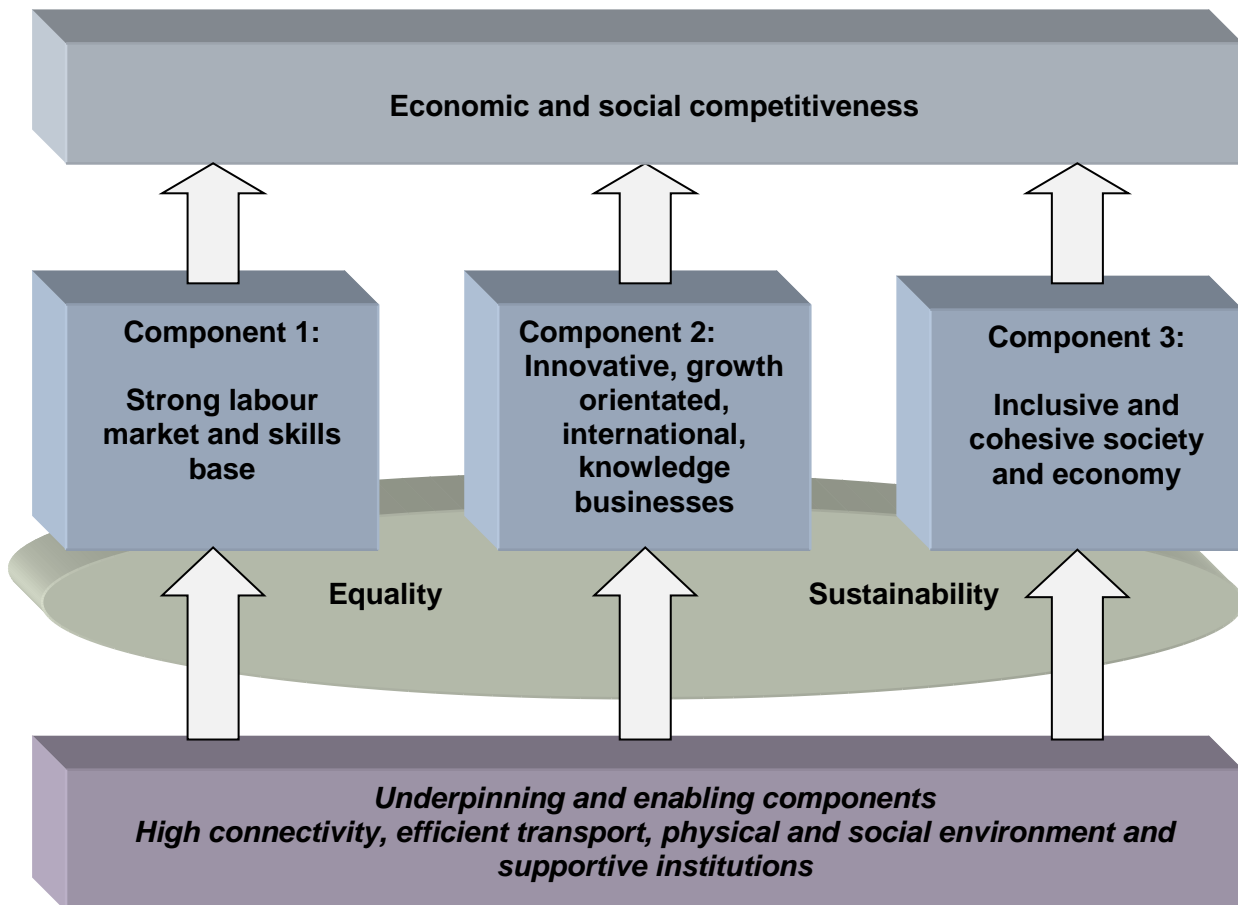 Economic and social competitiveness
Component 1:
Strong labour
market and skills
base
Component 2:
Innovative, growth
orientated,
international,
knowledge
businesses
Component 3:
Inclusive and
cohesive society
and economy
Equality
Sustainability
Underpinning and enabling components
High connectivity, efficient transport, physical and social environment and
supportive institutions